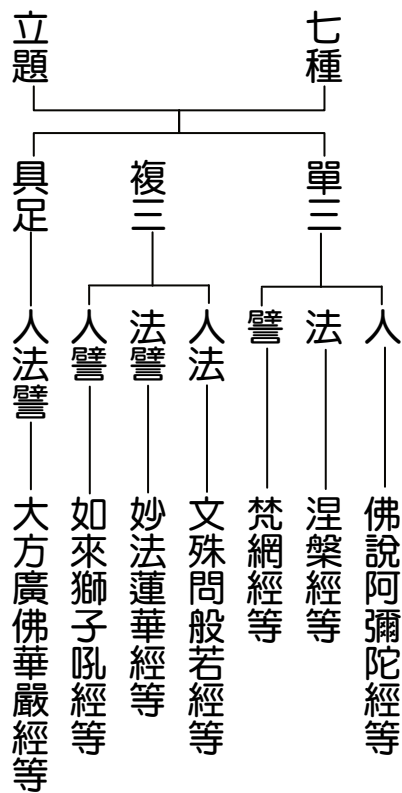 七種
立題
單三
複三
具足
人
法
譬
人法
法譬
人譬
人法譬
佛說阿彌陀經等
涅槃經等
梵網經等
文殊問般若經等
妙法蓮華經等
如來獅子吼經等
大方廣佛華嚴經等